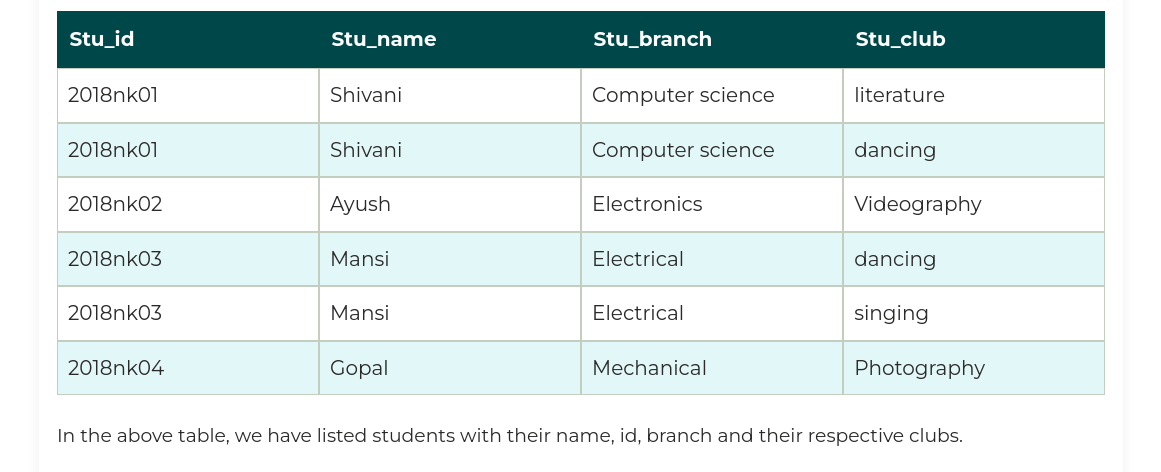 Stu_id Stu_name Stu_branch Stu_club
2018nk01 Shivani Computer science literature
2018nk01 Shivani Computer science dancing
2018nk02 Ayush Electronics Videography
2018nk03 Mansi Electrical dancing
2018nk03 Mansi Electrical singing
2018nk04 Gopal Mechanical Photography
In the above table, we have listed students with their name, id, branch and their respective clubs.